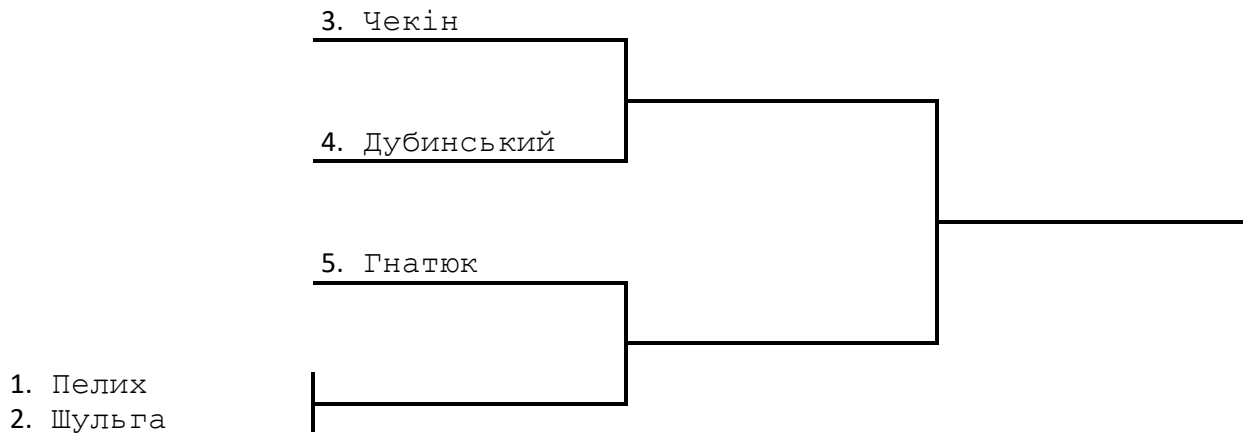 3. Чекін
4. Дубинський
5. Гнатюк
1. Пелих
2. Шульга